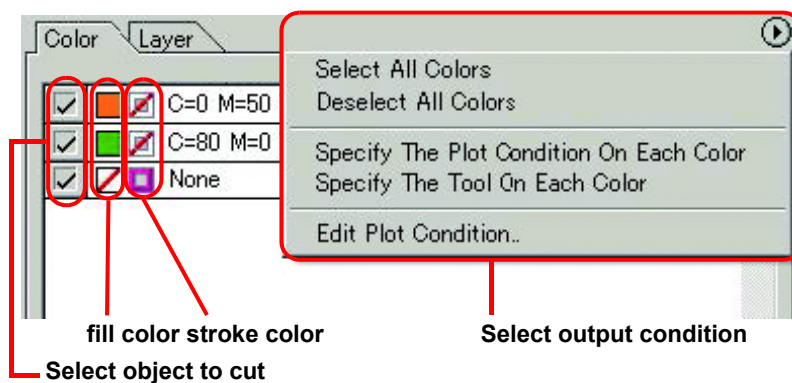 Color Layer
Select All Colors
Deselect All Colors
C=0 M=50
C=80 M=0
None
Specify The Plot Condition On Each Color
Specify The Tool On Each Color
Edit Plot Condition..
fill color stroke color
Select output condition
Select object to cut